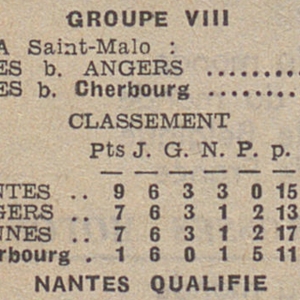 GROUPE VIII
A Saint-Malo :
ES b. ANGERS ........
ES b. Cherbourg ........
CLASSEMENT
Pts J. G. N. P. p.
NTES .. 9 6 3 3 0 15
GERS .. 7 6 3 1 2 13
NNES .. 7 6 3 1 2 17
rbourg . 1 6 0 1 5 11
NANTES QUALIFIE